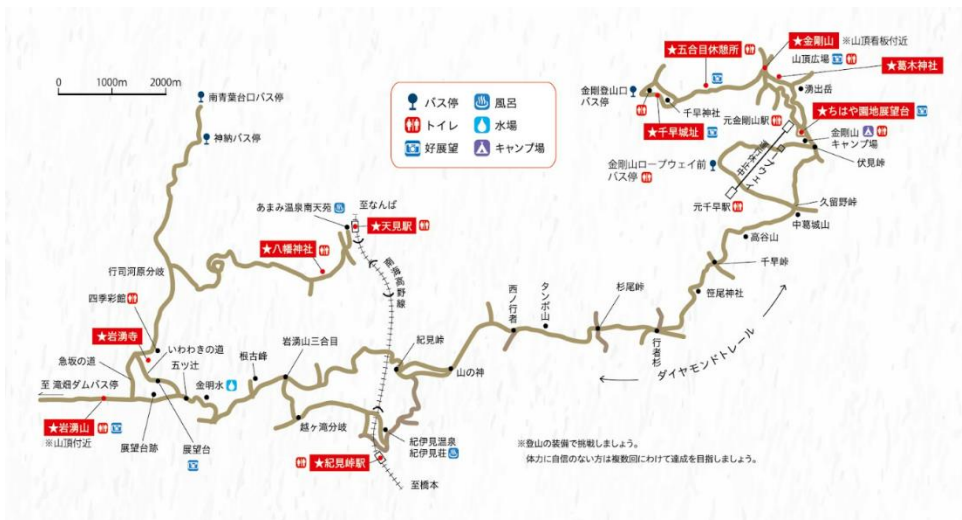 0　1000m　2000m
南青葉台口バス停
神納バス停
バス停
風呂
トイレ
水場
好展望
キャンプ場
★五合目休憩所
★金剛山
※山頂看板付近
山頂広場
★葛木神社
金剛登山口
バス停
千早神社
湧出岳
★千早城址
元金剛山駅
★ちはや園地展望台
金剛山
キャンプ場
伏見峠
金剛山ロープウェイ前
バス停
ロープウェイ
元千早駅
久留野峠
中葛城山
高谷山
千早峠
笹尾神社
至なんば
あまみ温泉南天苑
★天見駅
★八幡神社
南海高野線
行司河原分岐
四季彩館
★岩湧寺
いわわきの道
魚坂の道
五ツ辻
金明水
根古峰
岩湧山三合目
至 滝畑ダムバス停
★岩湧山
※山頂付近
展望台跡
展望台
越ヶ滝分岐
紀見峠
山の神
西ノ行者
タンボ山
杉尾峠
行者杉
ダイヤモンドトレール
紀伊見温泉
紀伊見荘
★紀見峠駅
至橋本
※登山の装備で挑戦しましょう。
体力に自信のない方は複数回にわけて達成を目指しましょう。